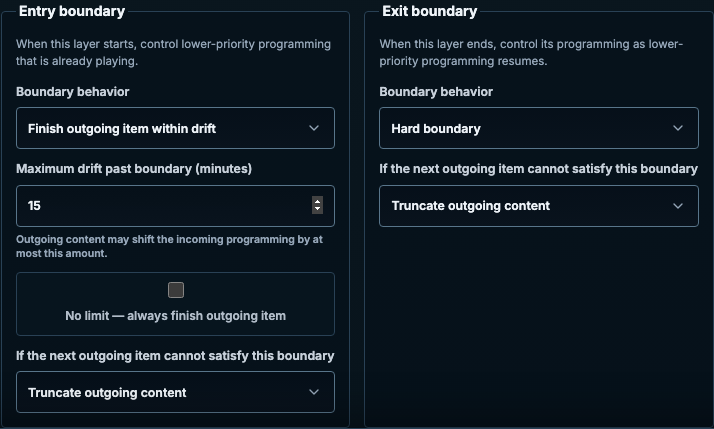 Entry boundary
When this layer starts, control lower-priority programming
that is already playing.
Boundary behavior
Finish outgoing item within drift
Maximum drift past boundary (minutes)
15
Outgoing content may shift the incoming programming by at
most this amount.
No limit — always finish outgoing item
If the next outgoing item cannot satisfy this boundary
Truncate outgoing content
Exit boundary
When this layer ends, control its programming as lower-
priority programming resumes.
Boundary behavior
Hard boundary
If the next outgoing item cannot satisfy this boundary
Truncate outgoing content